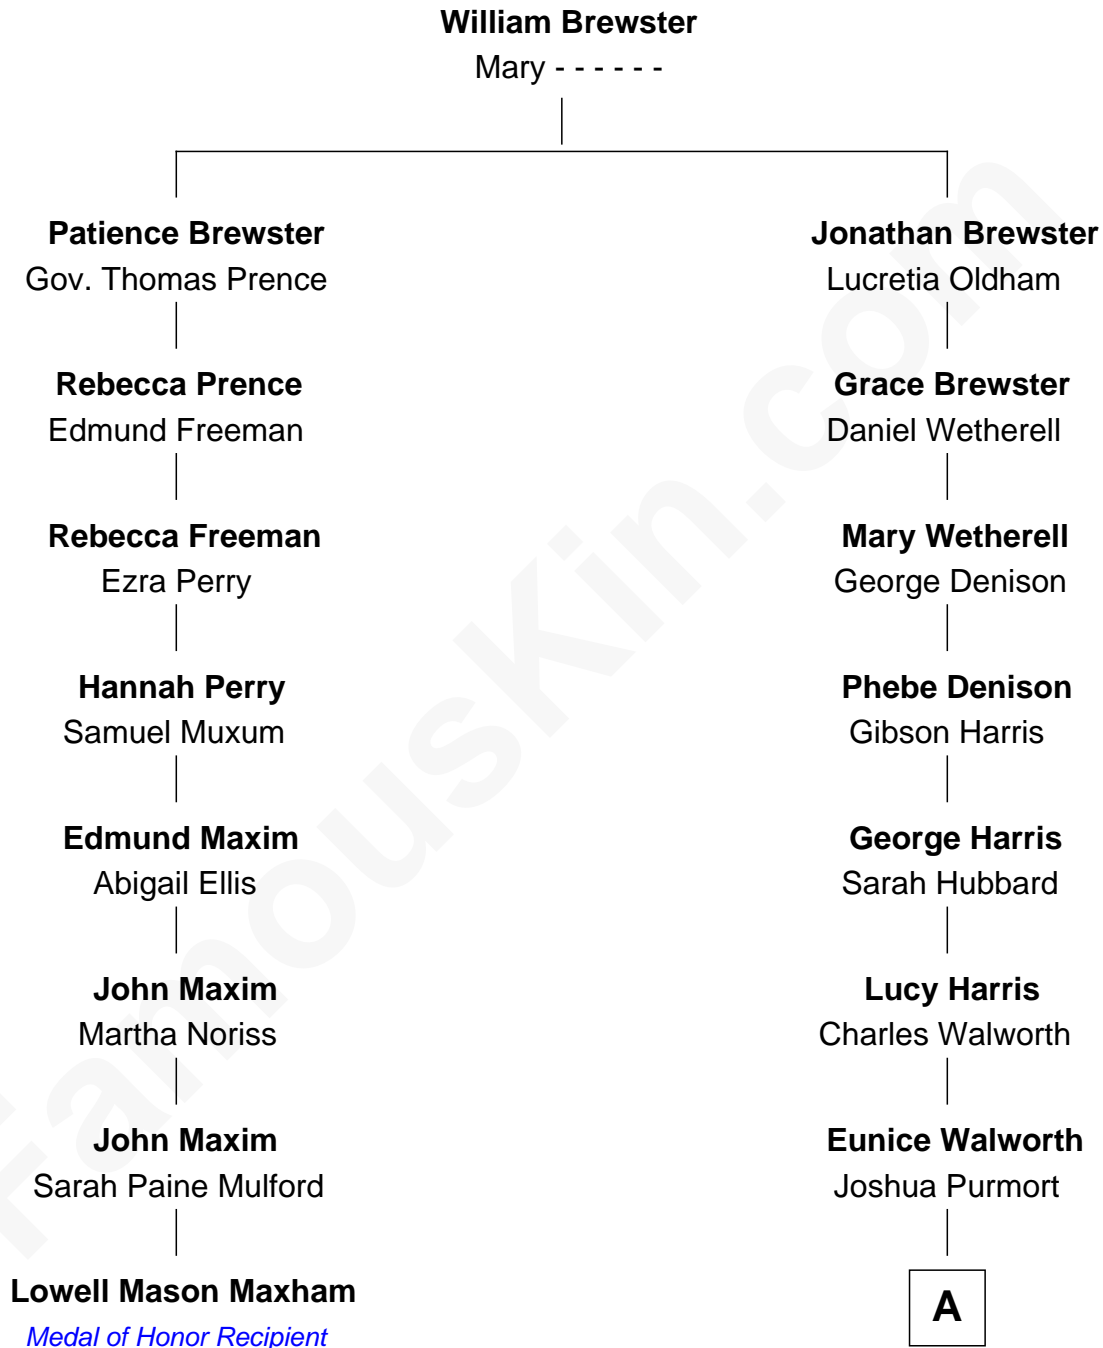 William Brewster
Mary - - - - - -
Patience Brewster
Gov. Thomas Prence
Jonathan Brewster
Lucretia Oldham
Rebecca Prence
Edmund Freeman
Grace Brewster
Daniel Wetherell
Rebecca Freeman
Ezra Perry
Mary Wetherell
George Denison
Hannah Perry
Samuel Muxum
Phebe Denison
Gibson Harris
Edmund Maxim
Abigail Ellis
George Harris
Sarah Hubbard
John Maxim
Martha Noriss
Lucy Harris
Charles Walworth
John Maxim
Sarah Paine Mulford
Eunice Walworth
Joshua Purmort
Lowell Mason Maxham
Medal of Honor Recipient
A
FamousKin.com